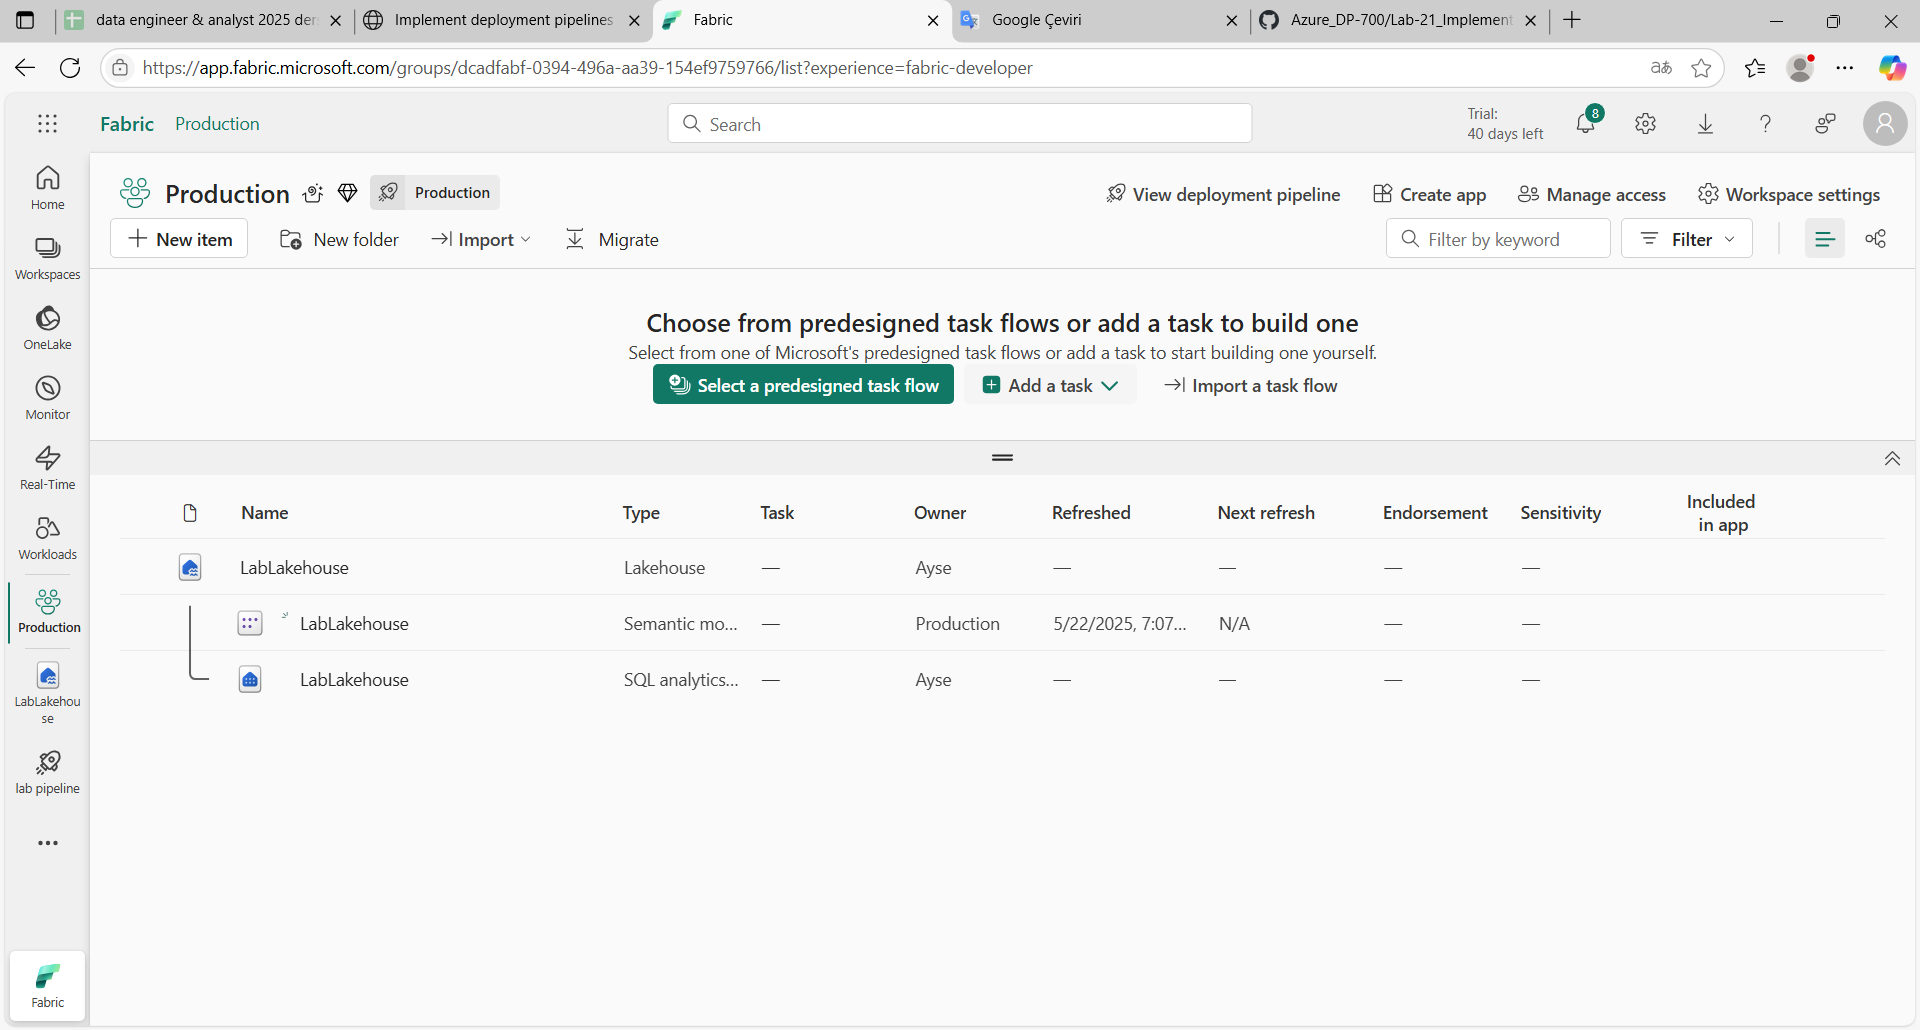 data engineer & analyst 2025 der
Implement deployment pipelines
Fabric
Google Çeviri
Azure_DP-700/Lab-21_Implement
https://app.fabric.microsoft.com/groups/dcadfabf-0394-496a-aa39-154ef9759766/list?experience=fabric-developer
Fabric
Production
Search
Trial:
40 days left
8
Home
Workspaces
OneLake
Monitor
Real-Time
Workloads
Production
LabLakehou
se
lab pipeline
Fabric
Production
Production
View deployment pipeline
Create app
Manage access
Workspace settings
New item
New folder
Import
Migrate
Filter by keyword
Filter
Choose from predesigned task flows or add a task to build one
Select from one of Microsoft's predesigned task flows or add a task to start building one yourself.
Select a predesigned task flow
Add a task
Import a task flow
Name Type Task Owner Refreshed Next refresh Endorsement Sensitivity Included
in app
LabLakehouse Lakehouse — Ayse — — — —
LabLakehouse Semantic mo... — Production 5/22/2025, 7:07... N/A — —
LabLakehouse SQL analytics... — Ayse — — — —